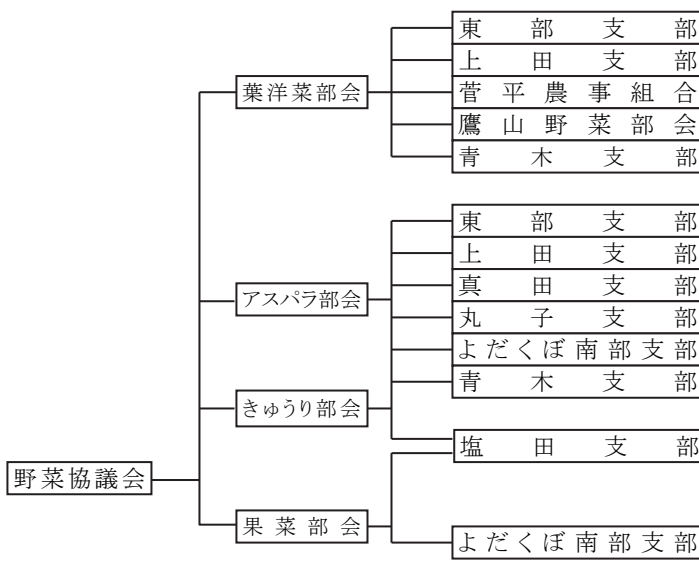 野菜協議会
葉洋菜部会
東部支部
上田支部
菅平農事組合
鷹山野菜部会
青木支部
アスパラ部会
きゅうり部会
東部支部
上田支部
真田支部
丸子支部
よだくぼ南部支部
青木支部
塩田支部
果菜部会
よだくぼ南部支部